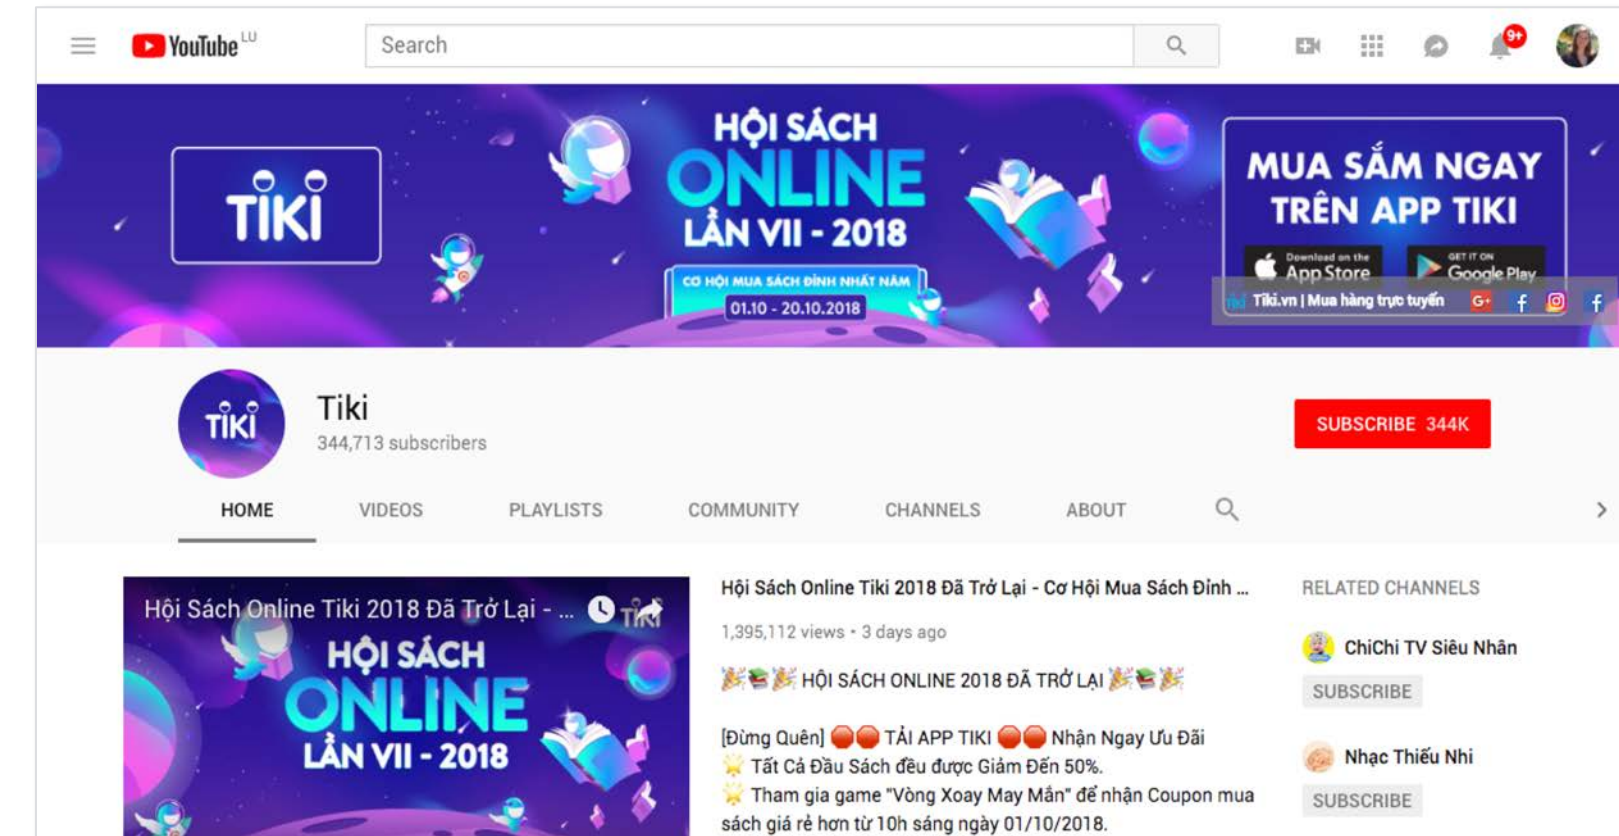 YouTube LU
Search
9+
TIKI
HỘI SÁCH
ONLINE
LẦN VII - 2018
CƠ HỘI MUA SÁCH ĐỈNH NHẤT NĂM
01.10 - 20.10.2018
MUA SẮM NGAY
TRÊN APP TIKI
Download on the
App Store
GET IT ON
Google Play
Tiki.vn | Mua hàng trực tuyến
TIKI
Tiki
344,713 subscribers
SUBSCRIBE 344K
HOME VIDEOS PLAYLISTS COMMUNITY CHANNELS ABOUT
Hội Sách Online Tiki 2018 Đã Trở Lại - ...
TIKI
HỘI SÁCH
ONLINE
LẦN VII - 2018
Hội Sách Online Tiki 2018 Đã Trở Lại - Cơ Hội Mua Sách Đỉnh ...
1,395,112 views • 3 days ago
🎉📚🎉 HỘI SÁCH ONLINE 2018 ĐÃ TRỞ LẠI 🎉📚🎉
[Đừng Quên] 🛑🛑 TẢI APP TIKI 🛑🛑 Nhận Ngay Ưu Đãi
🌟 Tất Cả Đầu Sách đều được Giảm Đến 50%.
🌟 Tham gia game "Vòng Xoay May Mắn" để nhận Coupon mua
sách giá rẻ hơn từ 10h sáng ngày 01/10/2018.
RELATED CHANNELS
ChiChi TV Siêu Nhân
SUBSCRIBE
Nhạc Thiếu Nhi
SUBSCRIBE